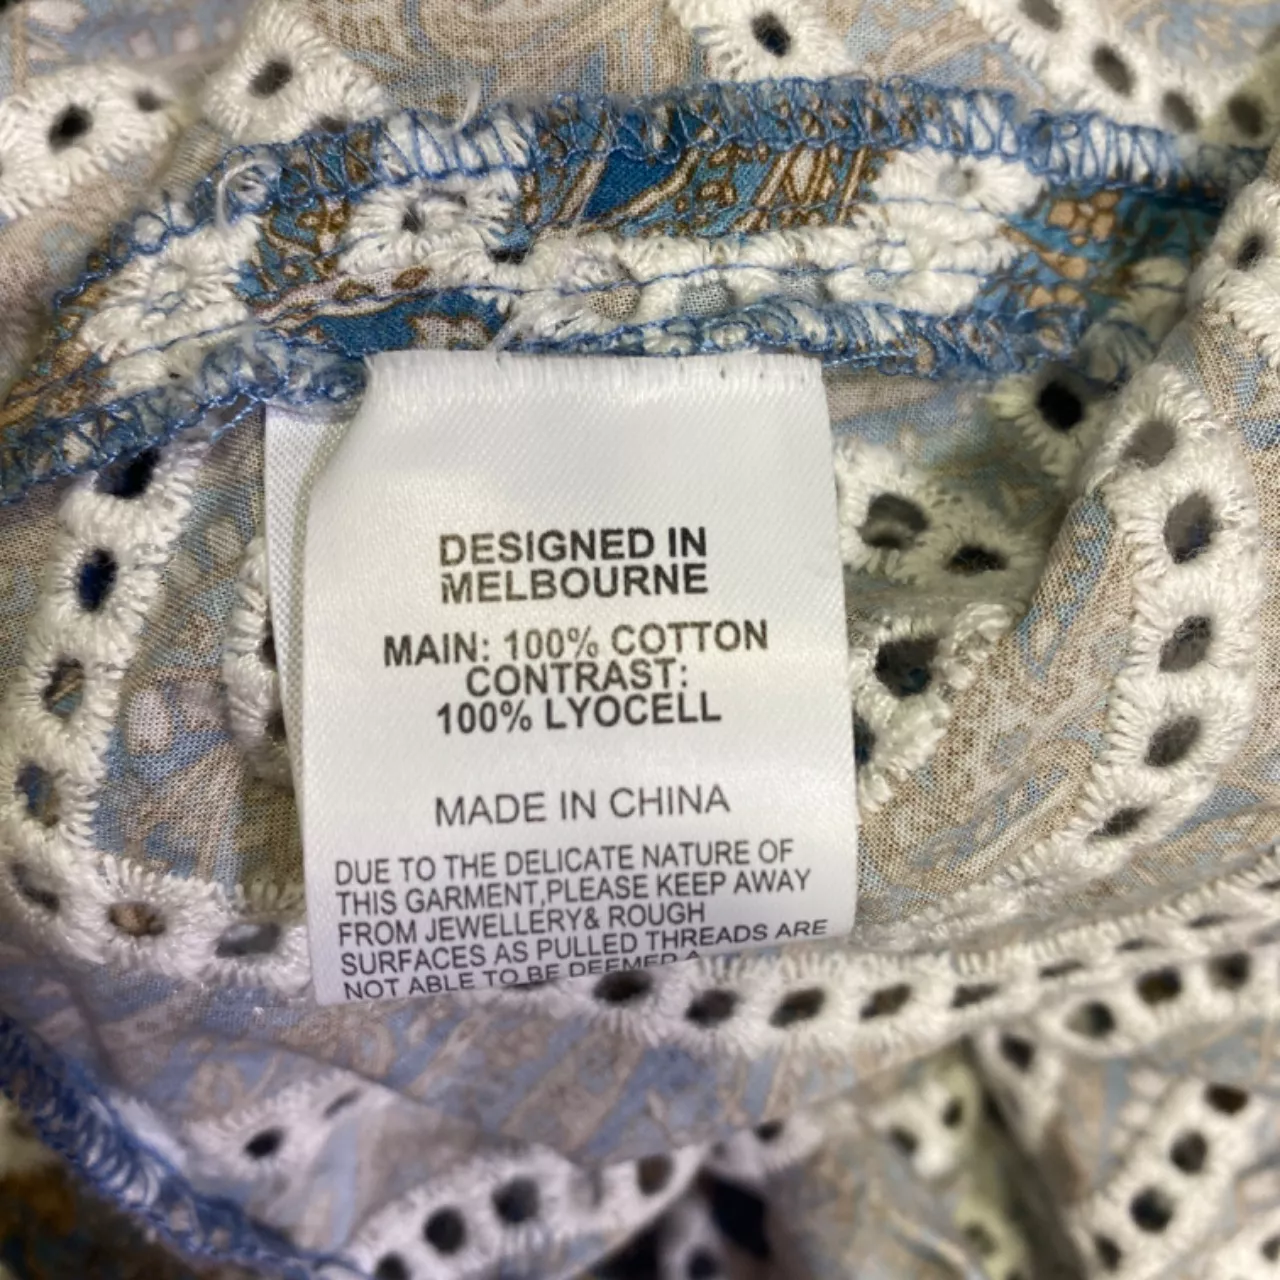 DESIGNED IN
MELBOURNE
MAIN: 100% COTTON
CONTRAST:
100% LYOCELL
MADE IN CHINA
DUE TO THE DELICATE NATURE OF
THIS GARMENT,PLEASE KEEP AWAY
FROM JEWELLERY& ROUGH
SURFACES AS PULLED THREADS ARE
NOT ABLE TO BE DEEMED A